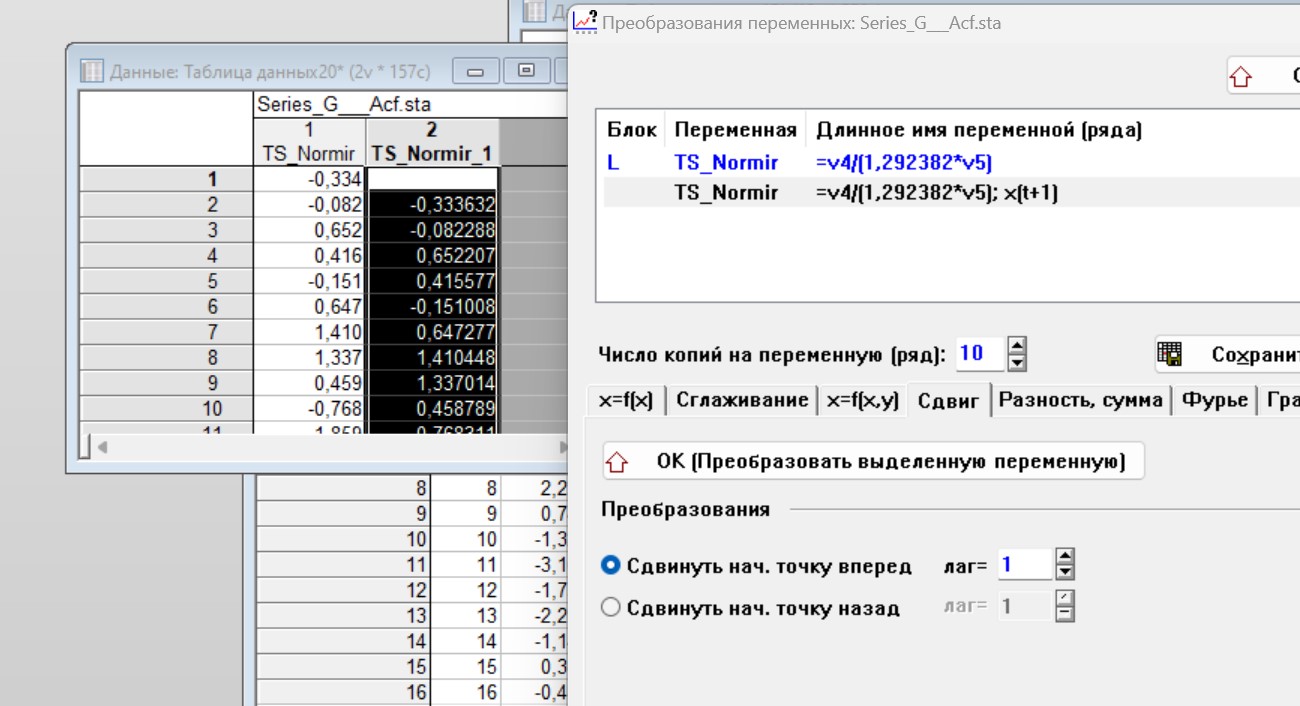 Преобразования переменных: Series_G___Acf.sta
Данные: Таблица данных20* (2v * 157c)
Series_G___Acf.sta
1 2
TS_Normir TS_Normir_1
1 -0,334
2 -0,082 -0,333632
3 0,652 -0,082288
4 0,416 0,652207
5 -0,151 0,415577
6 0,647 -0,151008
7 1,410 0,647277
8 1,337 1,410448
9 0,459 1,337014
10 -0,768 0,458789
8 8 2,2
9 9 0,7
10 10 -1,3
11 11 -3,1
12 12 -1,7
13 13 -2,2
14 14 -1,1
15 15 0,3
16 16 -0,4
Блок Переменная Длинное имя переменной (ряда)
L TS_Normir =v4/(1,292382*v5)
TS_Normir =v4/(1,292382*v5); x(t+1)
Число копий на переменную (ряд): 10
Сохранит
x=f(x) Сглаживание x=f(x,y) Сдвиг Разность, сумма Фурье Гра
OK (Преобразовать выделенную переменную)
Преобразования
Сдвинуть нач. точку вперед лаг= 1
Сдвинуть нач. точку назад лаг= 1